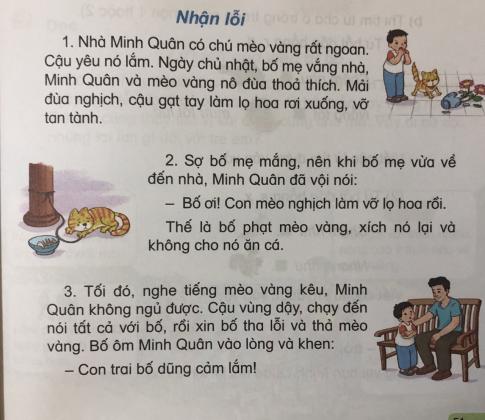 Nhận lỗi
1. Nhà Minh Quân có chú mèo vàng rất ngoan.
Cậu yêu nó lắm. Ngày chủ nhật, bố mẹ vắng nhà,
Minh Quân và mèo vàng nô đùa thoả thích. Mải
đùa nghịch, cậu gạt tay làm lọ hoa rơi xuống, vỡ
tan tành.
2. Sợ bố mẹ mắng, nên khi bố mẹ vừa về
đến nhà, Minh Quân đã vội nói:
– Bố ơi! Con mèo nghịch làm vỡ lọ hoa rồi.
Thế là bố phạt mèo vàng, xích nó lại và
không cho nó ăn cá.
3. Tối đó, nghe tiếng mèo vàng kêu, Minh
Quân không ngủ được. Cậu vùng dậy, chạy đến
nói tất cả với bố, rồi xin bố tha lỗi và thả mèo
vàng. Bố ôm Minh Quân vào lòng và khen:
– Con trai bố dũng cảm lắm!